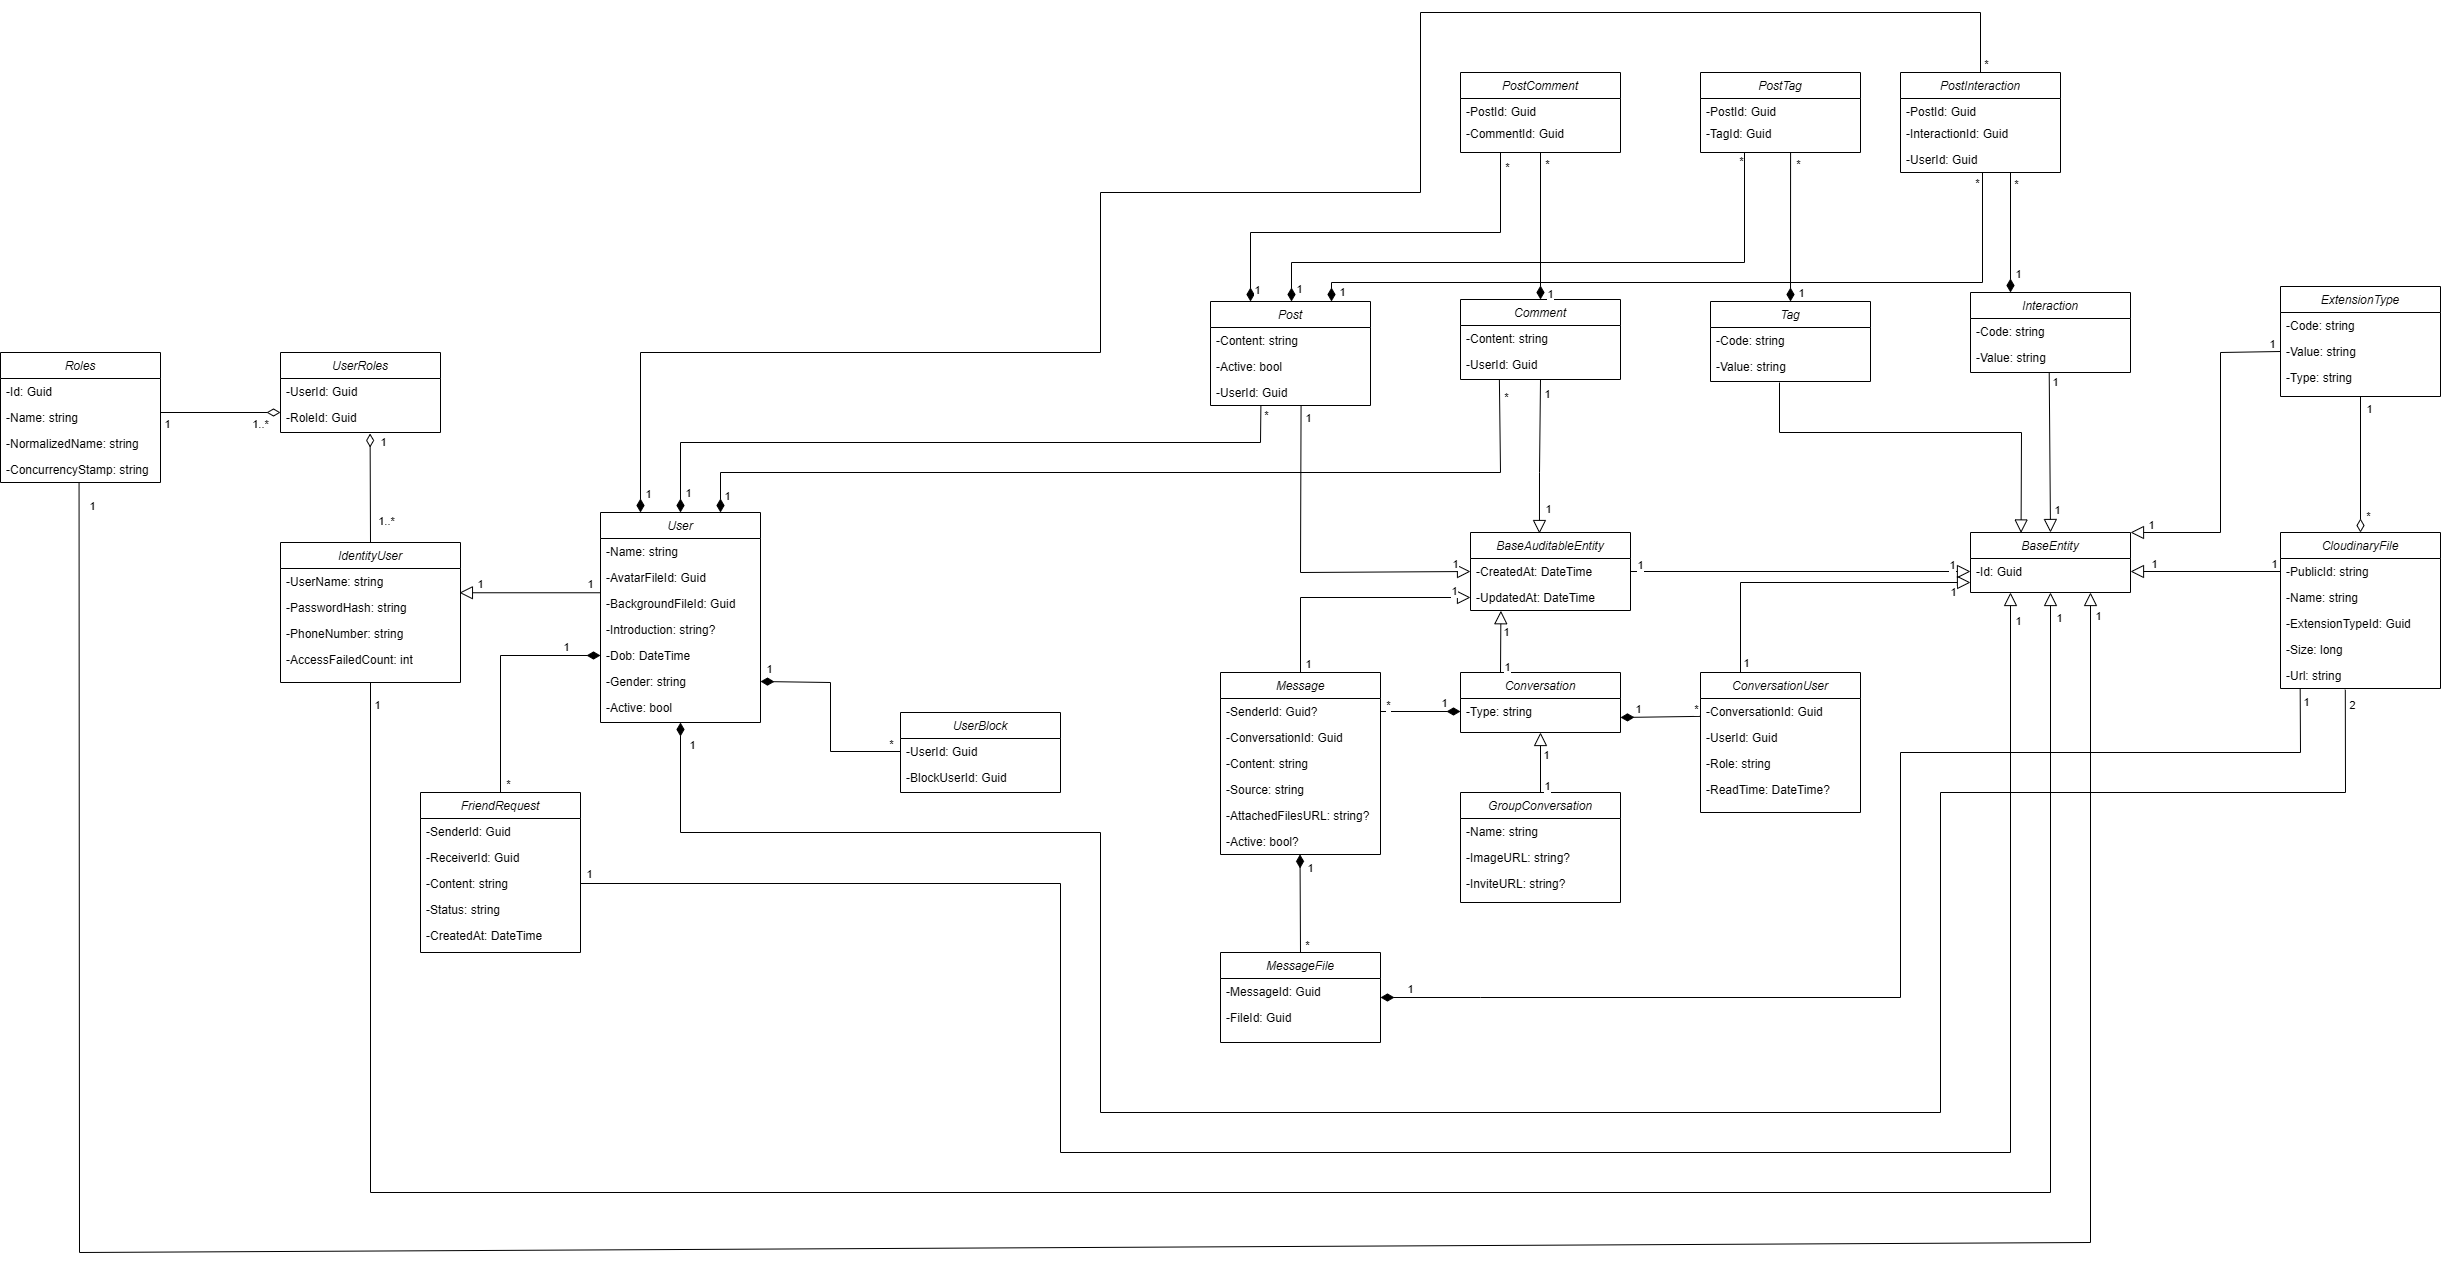 *
PostComment
-PostId: Guid
-CommentId: Guid
*
*
PostTag
-PostId: Guid
-TagId: Guid
*
*
PostInteraction
-PostId: Guid
-InteractionId: Guid
-UserId: Guid
*
*
1
1
1
Post
-Content: string
-Active: bool
-UserId: Guid
*
1
1
Comment
-Content: string
-UserId: Guid
*
1
1
Tag
-Code: string
-Value: string
1
Interaction
-Code: string
-Value: string
1
ExtensionType
-Code: string
-Value: string
-Type: string
1
1
Roles
-Id: Guid
-Name: string
-NormalizedName: string
-ConcurrencyStamp: string
1
1
1..*
UserRoles
-UserId: Guid
-RoleId: Guid
1
1..*
IdentityUser
-UserName: string
-PasswordHash: string
-PhoneNumber: string
-AccessFailedCount: int
1
1
1
1
1
1
User
-Name: string
-AvatarFileId: Guid
-BackgroundFileId: Guid
-Introduction: string?
-Dob: DateTime
-Gender: string
-Active: bool
1
1
1
*
UserBlock
-UserId: Guid
-BlockUserId: Guid
*
FriendRequest
-SenderId: Guid
-ReceiverId: Guid
-Content: string
-Status: string
-CreatedAt: DateTime
1
1
BaseAuditableEntity
-CreatedAt: DateTime
-UpdatedAt: DateTime
1
1
1
1
1
1
BaseEntity
-Id: Guid
1
1
1
1
1
1
1
1
*
CloudinaryFile
-PublicId: string
-Name: string
-ExtensionTypeId: Guid
-Size: long
-Url: string
1
2
1
Message
-SenderId: Guid?
-ConversationId: Guid
-Content: string
-Source: string
-AttachedFilesURL: string?
-Active: bool?
*
1
1
1
Conversation
-Type: string
1
*
1
1
GroupConversation
-Name: string
-ImageURL: string?
-InviteURL: string?
1
ConversationUser
-ConversationId: Guid
-UserId: Guid
-Role: string
-ReadTime: DateTime?
*
MessageFile
-MessageId: Guid
-FileId: Guid
1